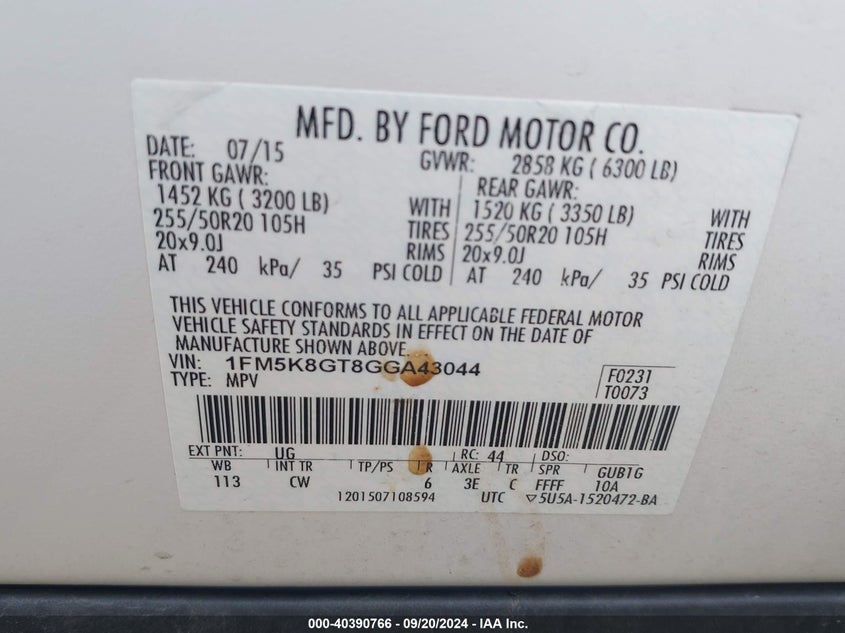 MFD. BY FORD MOTOR CO.
DATE: 07/15 GVWR: 2858 KG ( 6300 LB)
FRONT GAWR: REAR GAWR:
1452 KG ( 3200 LB) WITH 1520 KG ( 3350 LB) WITH
255/50R20 105H TIRES 255/50R20 105H TIRES
20x9.0J RIMS 20x9.0J RIMS
AT 240 kPa/ 35 PSI COLD AT 240 kPa/ 35 PSI COLD
THIS VEHICLE CONFORMS TO ALL APPLICABLE FEDERAL MOTOR
VEHICLE SAFETY STANDARDS IN EFFECT ON THE DATE OF
MANUFACTURE SHOWN ABOVE.
VIN: 1FM5K8GT8GGA43044
TYPE: MPV
F0231
T0073
EXT PNT: UG RC: 44 DSO:
WB INT TR TP/PS R AXLE TR SPR GUB1G
113 CW 6 3E C FFFF 10A
1201507108594 UTC ▽5U5A-1520472-BA
000-40390766 - 09/20/2024 - IAA Inc.